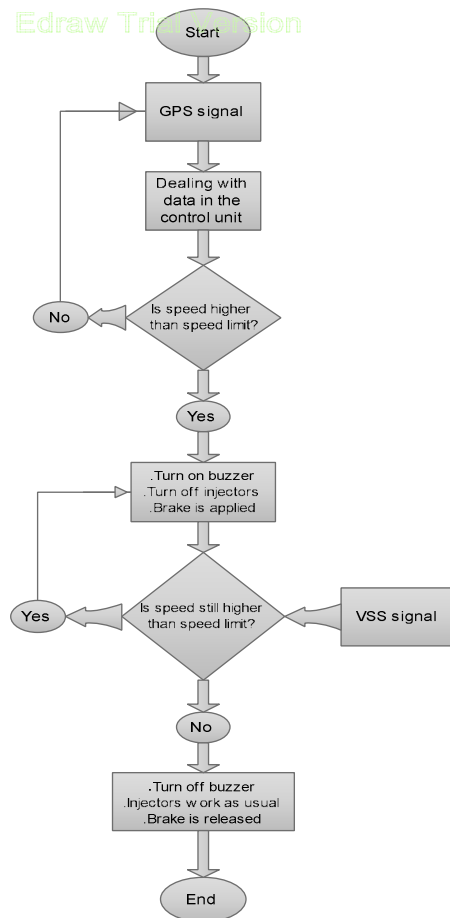 Edraw Trial Version
Start
GPS signal
Dealing with
data in the
control unit
Is speed higher
than speed limit?
No
Yes
.Turn on buzzer
.Turn off injectors
.Brake is applied
Is speed still higher
than speed limit?
Yes
VSS signal
No
.Turn off buzzer
.Injectors work as usual
.Brake is released
End